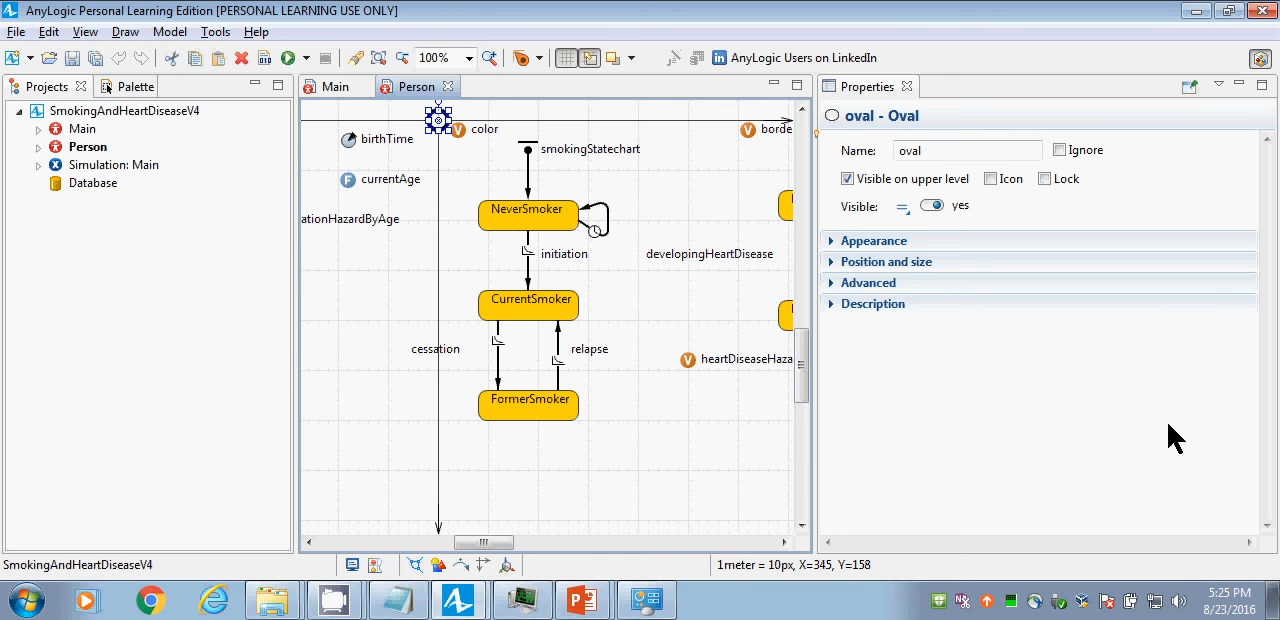 AnyLogic Personal Learning Edition [PERSONAL LEARNING USE ONLY]
File Edit View Draw Model Tools Help
100% AnyLogic Users on LinkedIn
Projects Palette Main Person Properties
SmokingAndHeartDiseaseV4
Main
Person
Simulation: Main
Database
birthTime
currentAge
ationHazardByAge
color
smokingStatechart
NeverSmoker
initiation
CurrentSmoker
cessation
relapse
FormerSmoker
borde
developingHeartDisease
heartDiseaseHaza
oval - Oval
Name: oval Ignore
Visible on upper level Icon Lock
Visible: yes
Appearance
Position and size
Advanced
Description
SmokingAndHeartDiseaseV4
1meter = 10px, X=345, Y=158
5:25 PM
8/23/2016